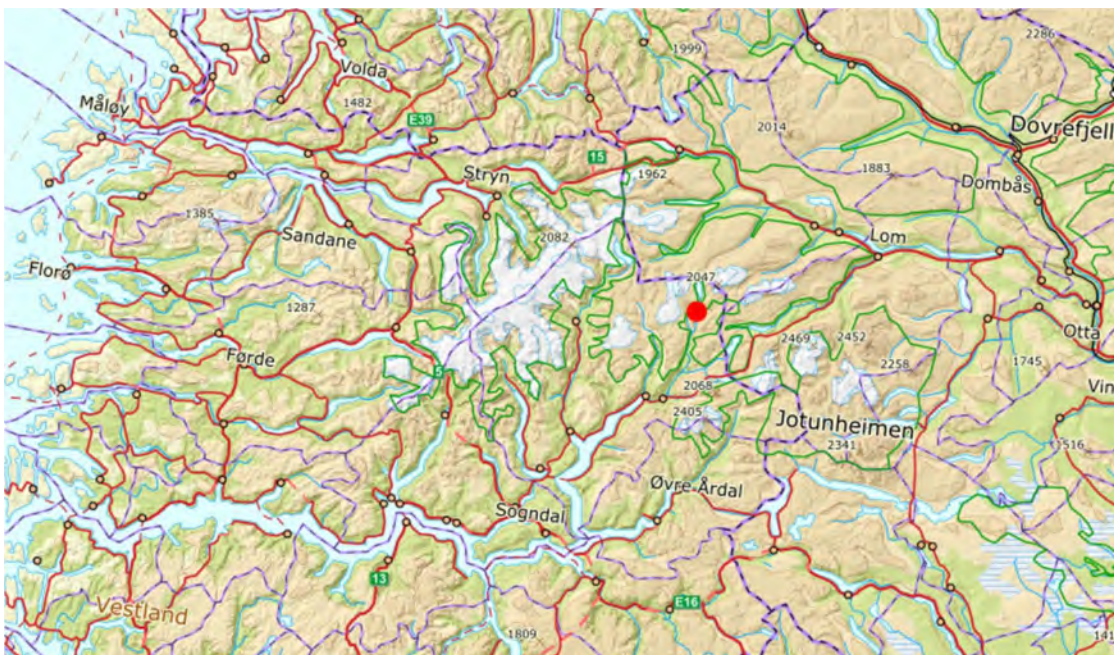 1999
2286
Volda
Måløy
1482
E39
2014
Dovrefjell
15
Stryn
1962
1883
Dombås
1385
Sandane
2082
Lom
Florø
2047
1287
Otta
2469
2452
Førde
5
2258
1745
2068
Vin
2405
Jotunheimen
2341
1516
Øvre Årdal
Sogndal
13
E16
Vestland
1809
141